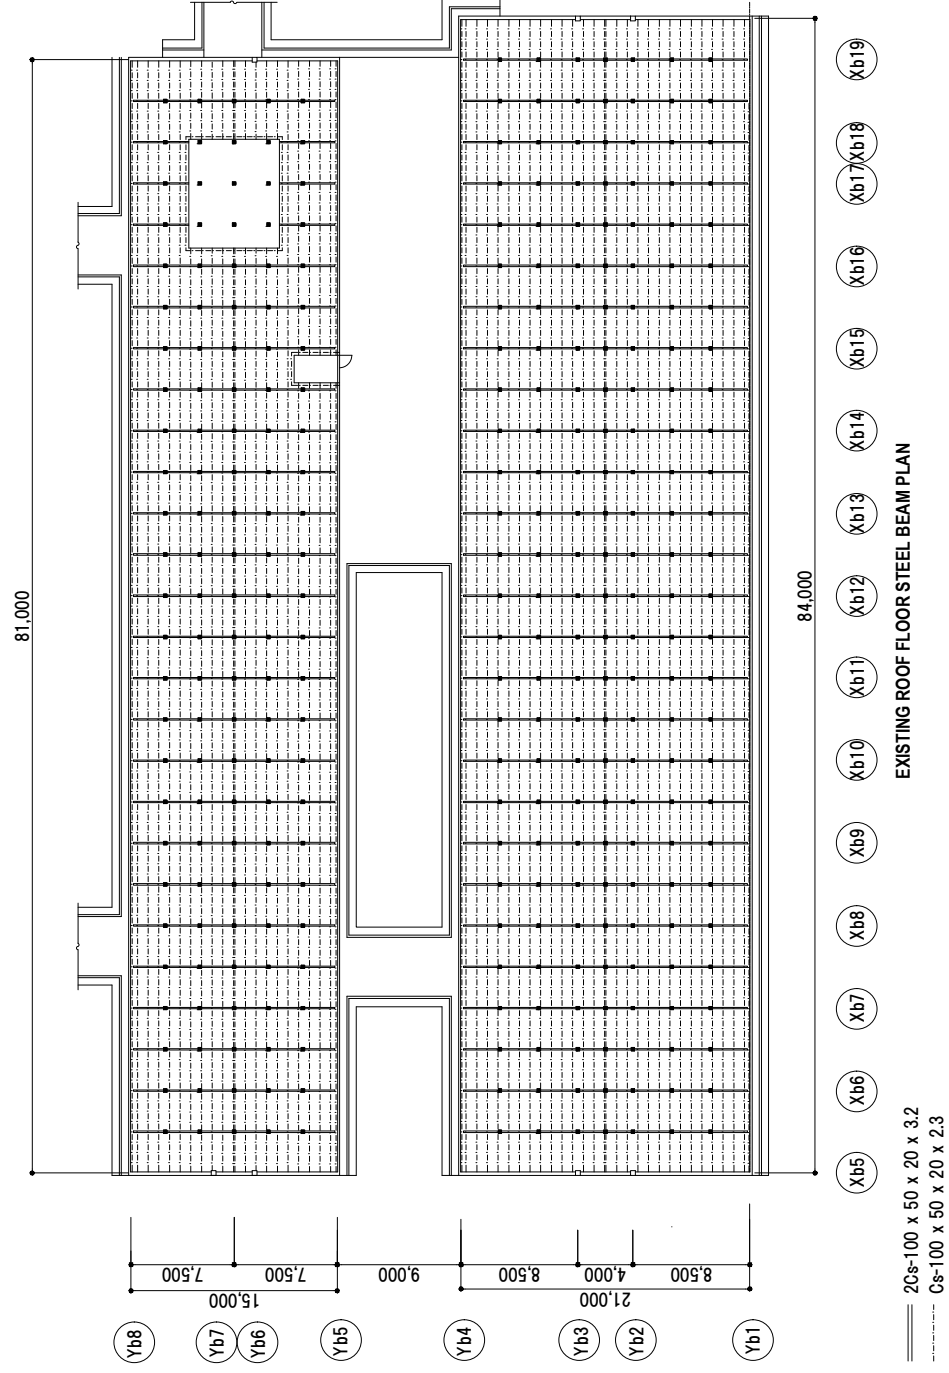 81,000
84,000
Xb19
Xb18
Xb17
Xb16
Xb15
Xb14
Xb13
Xb12
Xb11
Xb10
Xb9
Xb8
Xb7
Xb6
Xb5
EXISTING ROOF FLOOR STEEL BEAM PLAN
7,500
7,500
9,000
8,500
4,000
8,500
15,000
21,000
Yb8
Yb7
Yb6
Yb5
Yb4
Yb3
Yb2
Yb1
2Cs-100 x 50 x 20 x 3.2
Cs-100 x 50 x 20 x 2.3